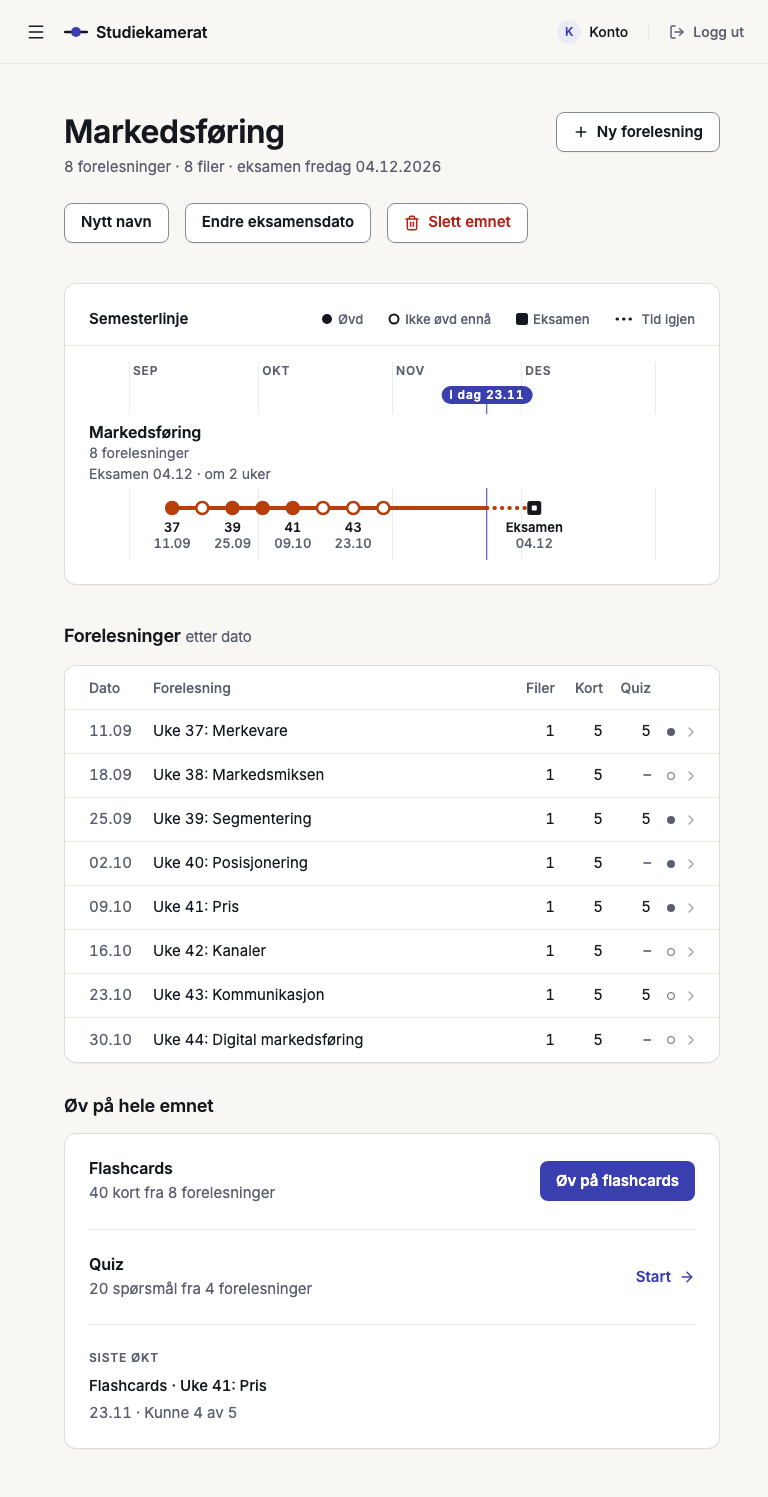 Studiekamerat
K Konto
Logg ut
Markedsføring
Ny forelesning
8 forelesninger · 8 filer · eksamen fredag 04.12.2026
Nytt navn
Endre eksamensdato
Slett emnet
Semesterlinje
Øvd
Ikke øvd ennå
Eksamen
Tid igjen
SEP OKT NOV DES
I dag 23.11
Markedsføring
8 forelesninger
Eksamen 04.12 · om 2 uker
37 39 41 43 Eksamen
11.09 25.09 09.10 23.10 04.12
Forelesninger etter dato
Dato Forelesning Filer Kort Quiz
11.09 Uke 37: Merkevare 1 5 5
18.09 Uke 38: Markedsmiksen 1 5 –
25.09 Uke 39: Segmentering 1 5 5
02.10 Uke 40: Posisjonering 1 5 –
09.10 Uke 41: Pris 1 5 5
16.10 Uke 42: Kanaler 1 5 –
23.10 Uke 43: Kommunikasjon 1 5 5
30.10 Uke 44: Digital markedsføring 1 5 –
Øv på hele emnet
Flashcards
40 kort fra 8 forelesninger
Øv på flashcards
Quiz
20 spørsmål fra 4 forelesninger
Start
SISTE ØKT
Flashcards · Uke 41: Pris
23.11 · Kunne 4 av 5